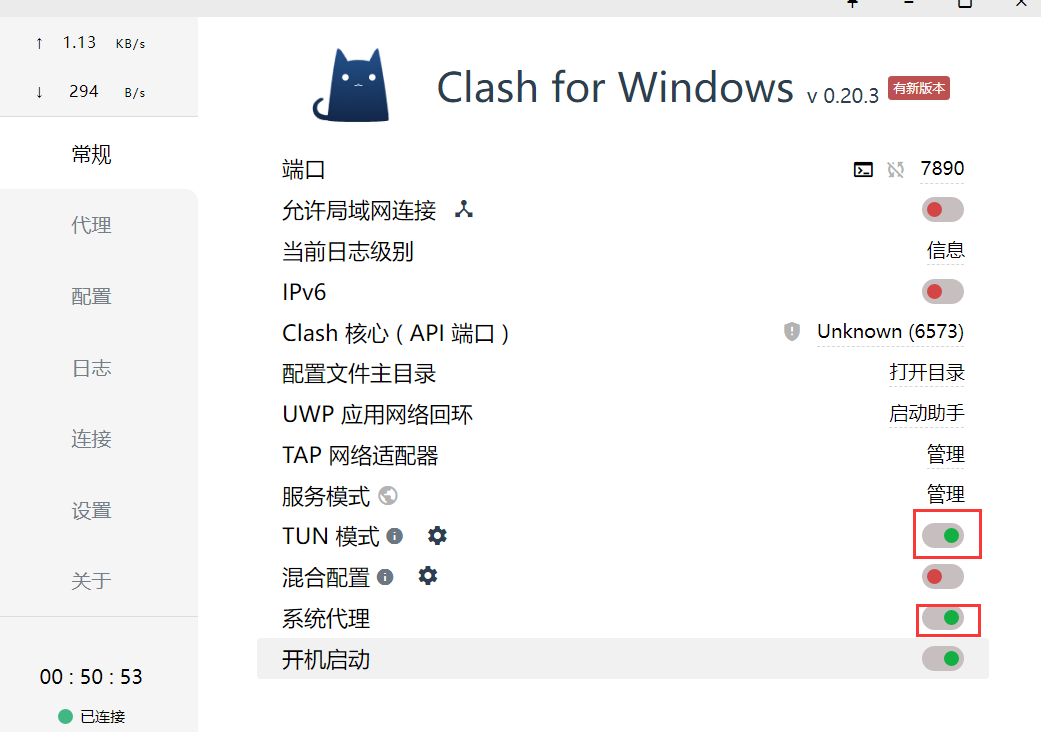 ↑ 1.13 KB/s
↓ 294 B/s
常规
代理
配置
日志
连接
设置
关于
00 : 50 : 53
已连接
Clash for Windows v 0.20.3 有新版本
端口 7890
允许局域网连接
当前日志级别 信息
IPv6
Clash 核心 ( API 端口 ) Unknown (6573)
配置文件主目录 打开目录
UWP 应用网络回环 启动助手
TAP 网络适配器 管理
服务模式 管理
TUN 模式
混合配置
系统代理
开机启动